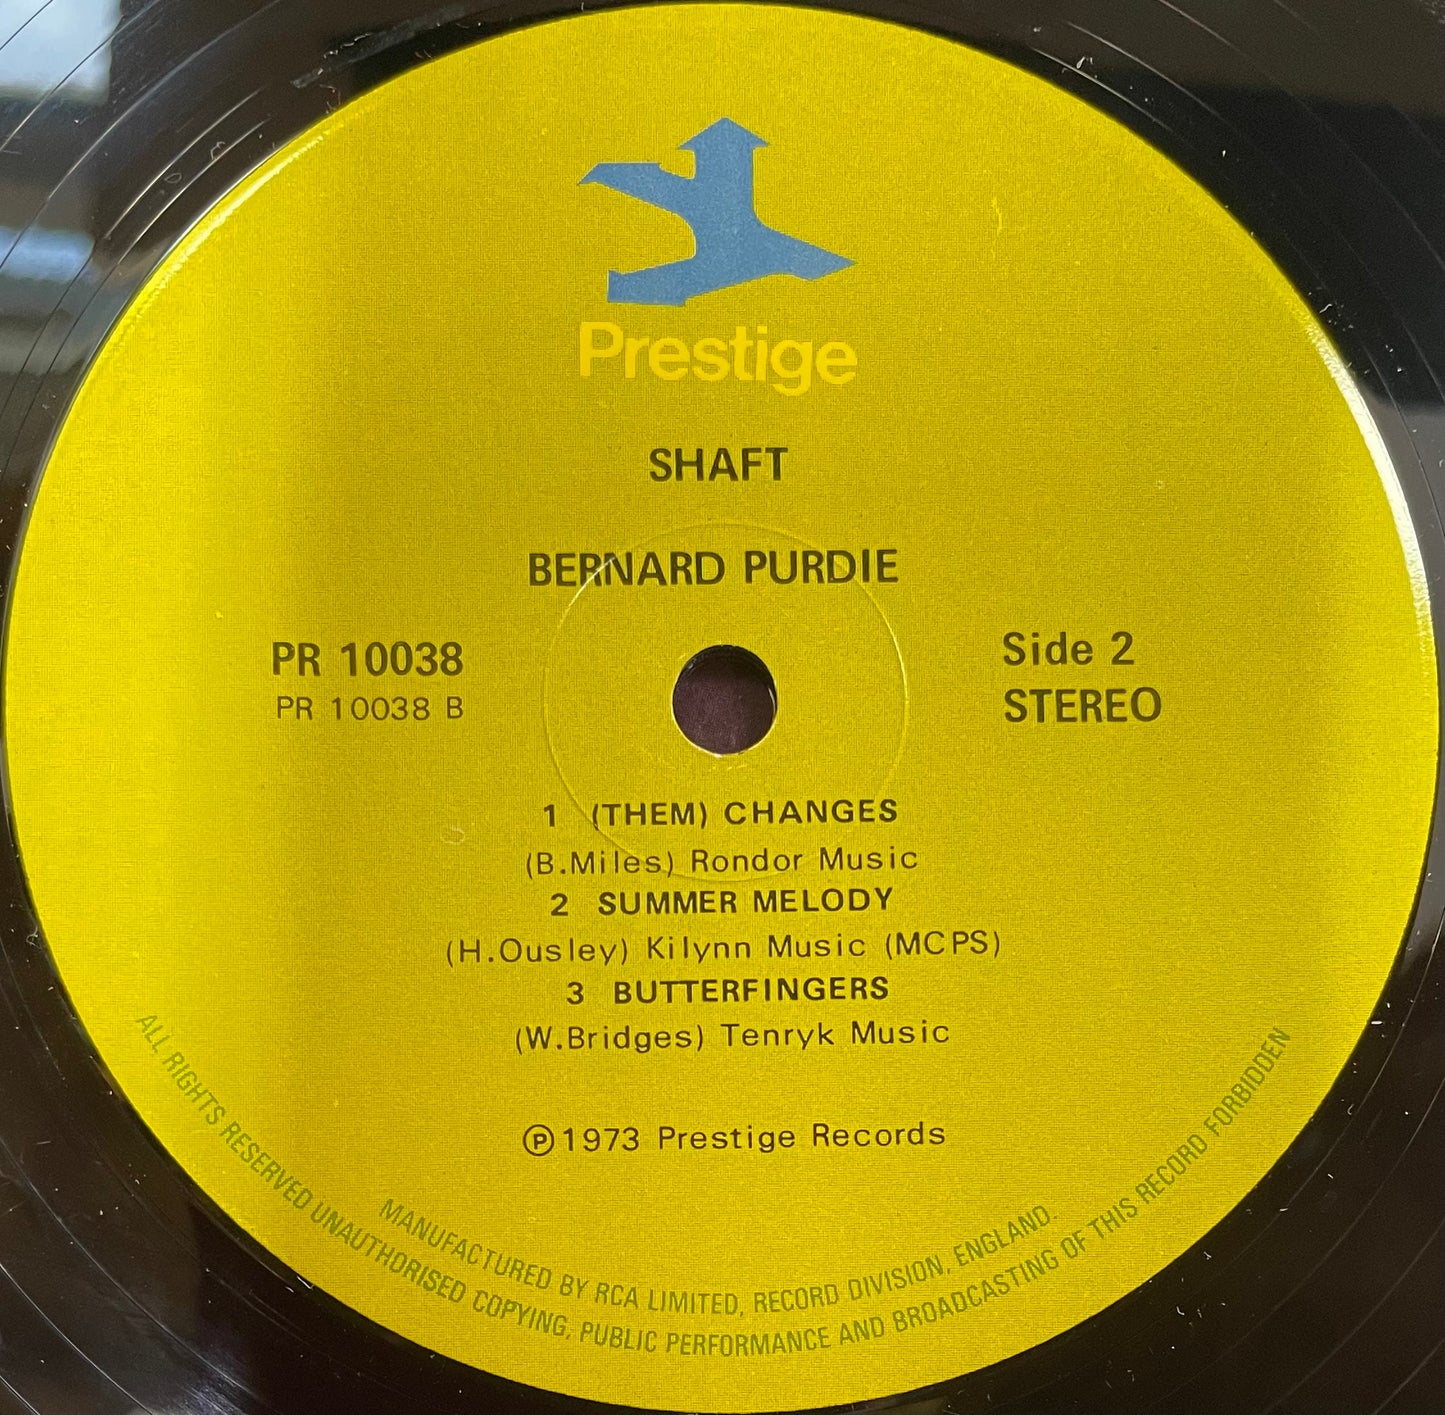 Prestige
SHAFT
BERNARD PURDIE
PR 10038
PR 10038 B
Side 2
STEREO
1 (THEM) CHANGES
(B.Miles) Rondor Music
2 SUMMER MELODY
(H.Ousley) Kilynn Music (MCPS)
3 BUTTERFINGERS
(W.Bridges) Tenryk Music
℗1973 Prestige Records
MANUFACTURED BY RCA LIMITED, RECORD DIVISION, ENGLAND.
ALL RIGHTS RESERVED UNAUTHORISED COPYING, PUBLIC PERFORMANCE AND BROADCASTING OF THIS RECORD FORBIDDEN